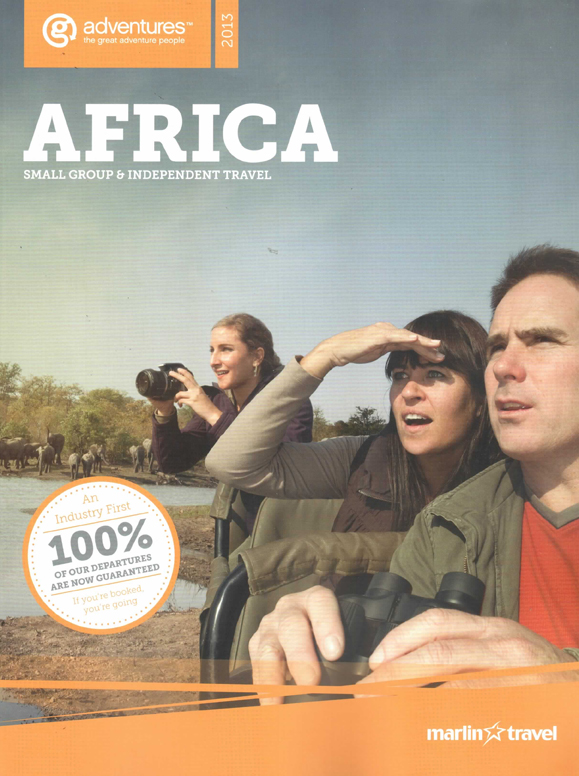 g adventures™
the great adventure people
2013
AFRICA
SMALL GROUP & INDEPENDENT TRAVEL
An
Industry First
100%
OF OUR DEPARTURES
ARE NOW GUARANTEED
If you're booked,
you're going
marlin travel